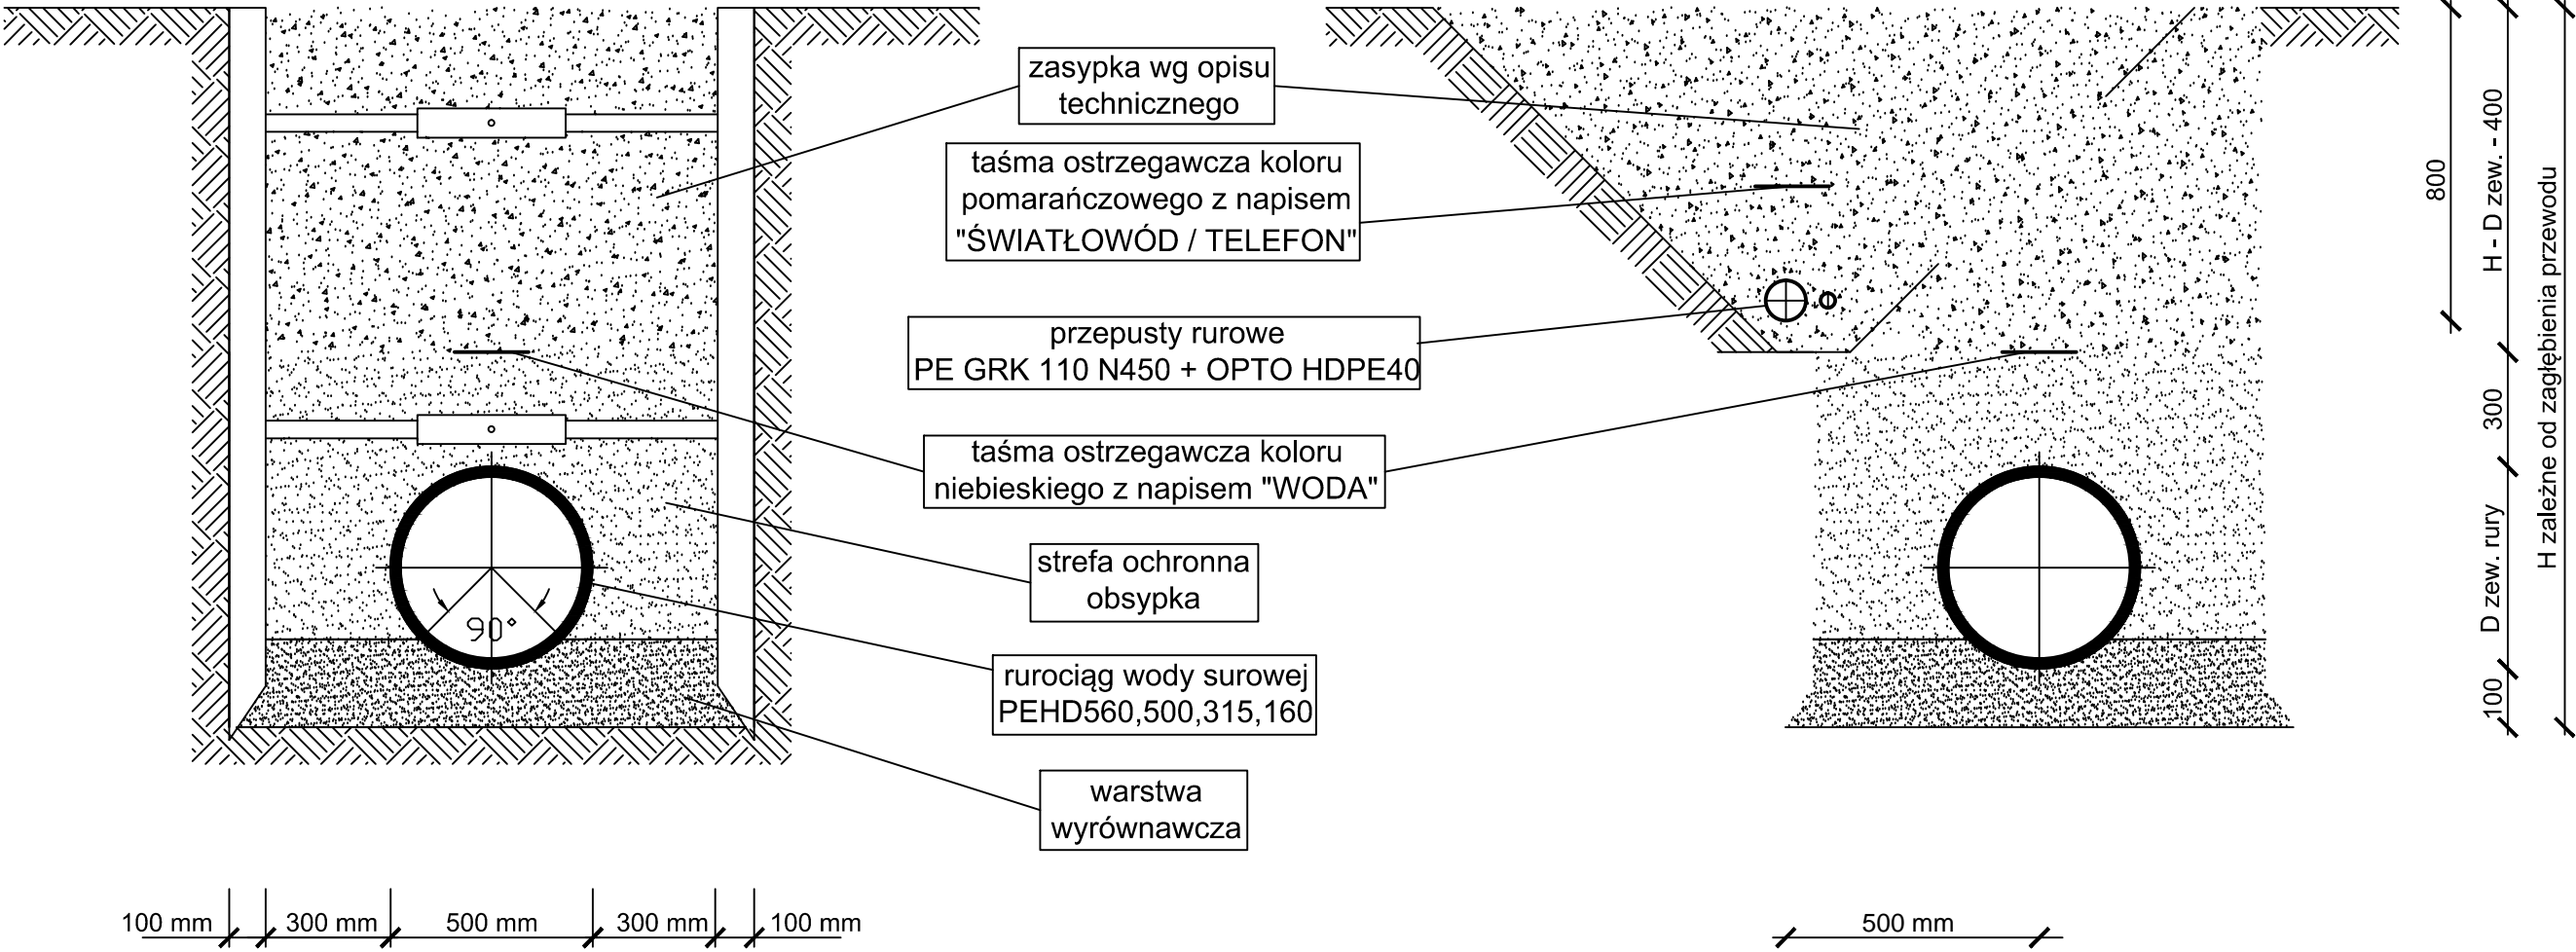 zasypka wg opisu
technicznego
taśma ostrzegawcza koloru
pomarańczowego z napisem
"ŚWIATŁOWÓD / TELEFON"
przepusty rurowe
PE GRK 110 N450 + OPTO HDPE40
taśma ostrzegawcza koloru
niebieskiego z napisem "WODA"
strefa ochronna
obsypka
rurociąg wody surowej
PEHD560,500,315,160
warstwa
wyrównawcza
90°
800
H - D zew. - 400
300
D zew. rury
100
H zależne od zagłębienia przewodu
100 mm
300 mm
500 mm
300 mm
100 mm
500 mm